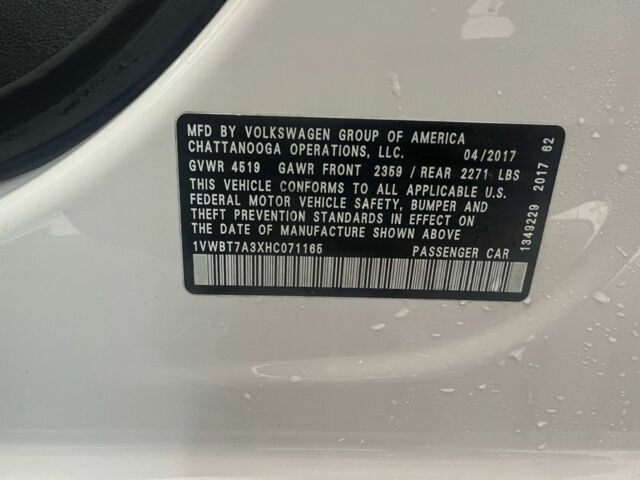 MFD BY VOLKSWAGEN GROUP OF AMERICA
CHATTANOOGA OPERATIONS, LLC. 04/2017
GVWR 4519 GAWR FRONT 2359 / REAR 2271 LBS
THIS VEHICLE CONFORMS TO ALL APPLICABLE U.S.
FEDERAL MOTOR VEHICLE SAFETY, BUMPER AND
THEFT PREVENTION STANDARDS IN EFFECT ON
THE DATE OF MANUFACTURE SHOWN ABOVE
1VWBT7A3XHC071165 PASSENGER CAR
1349229 2017 62